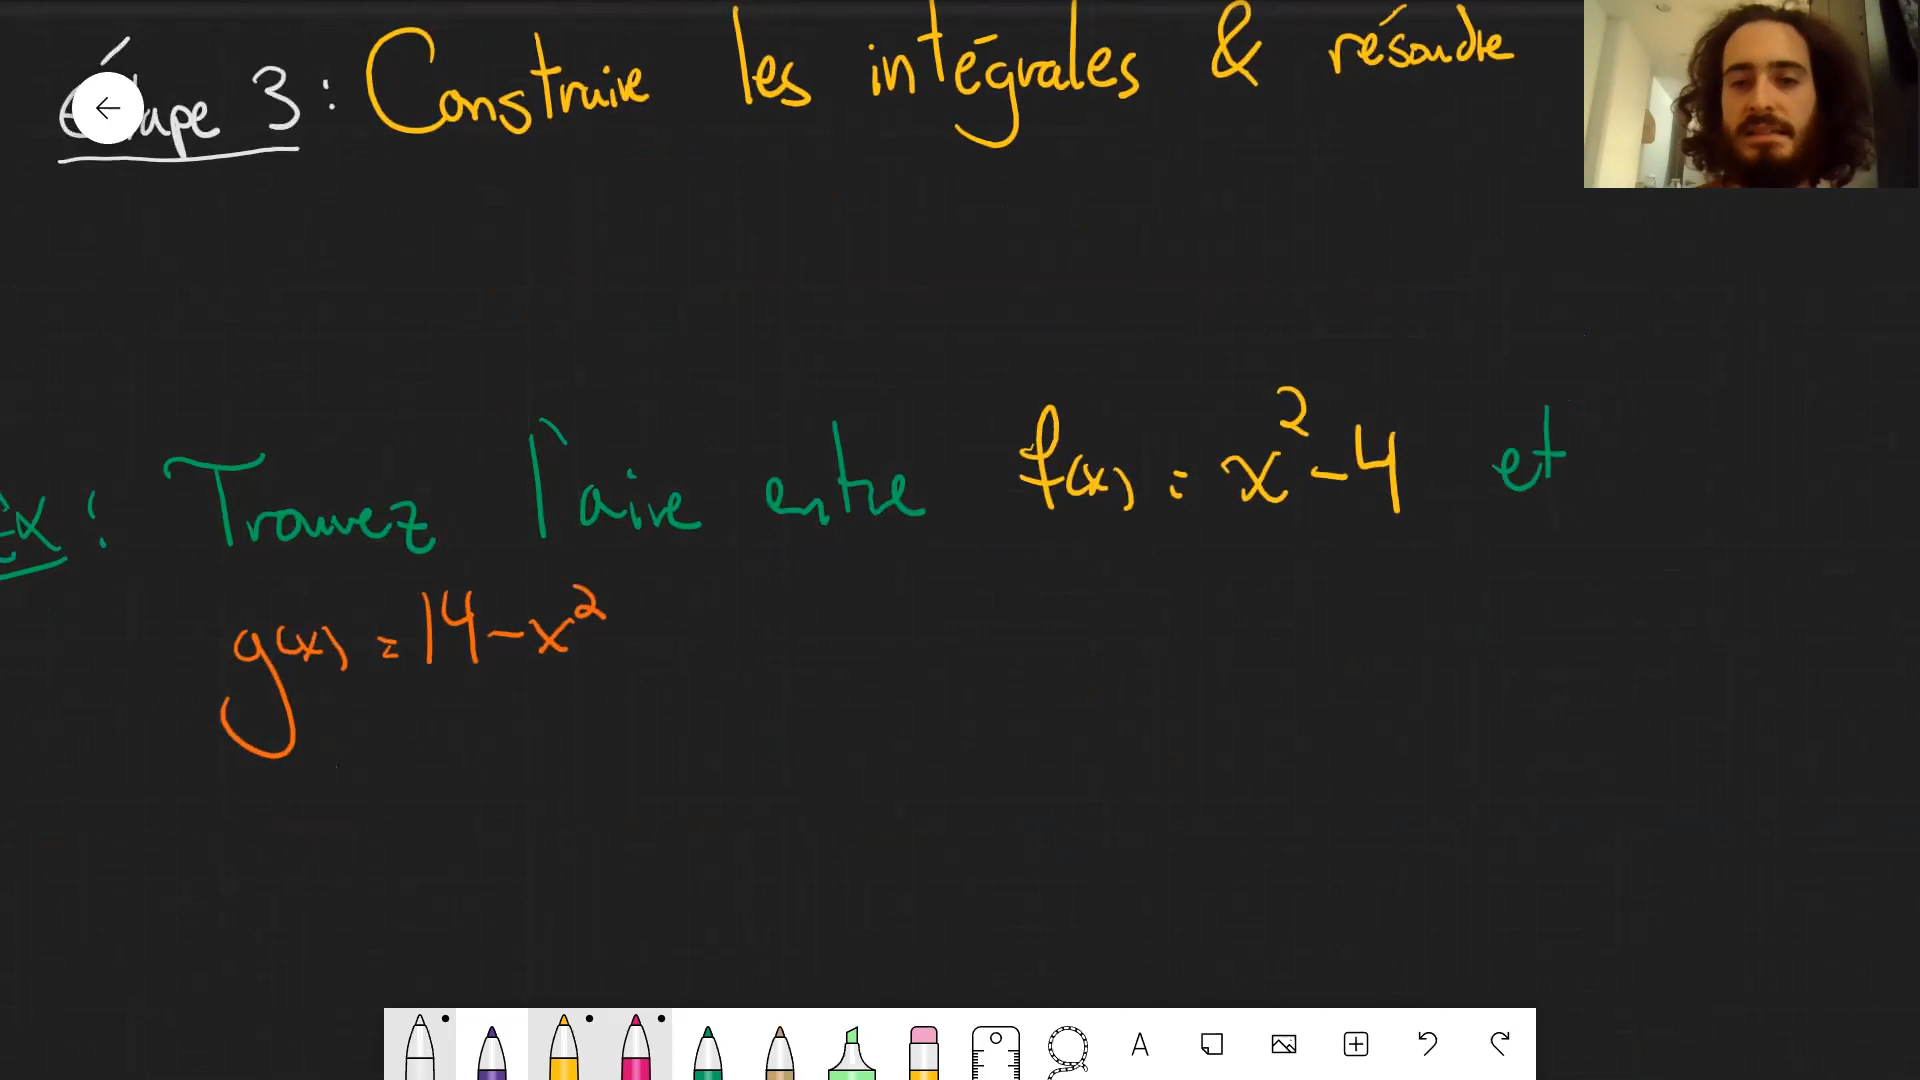 Étape 3 : Construire les intégrales & résoudre
Ex : Trouvez l'aire entre f(x) = x² - 4 et
g(x) = 14 - x²
A